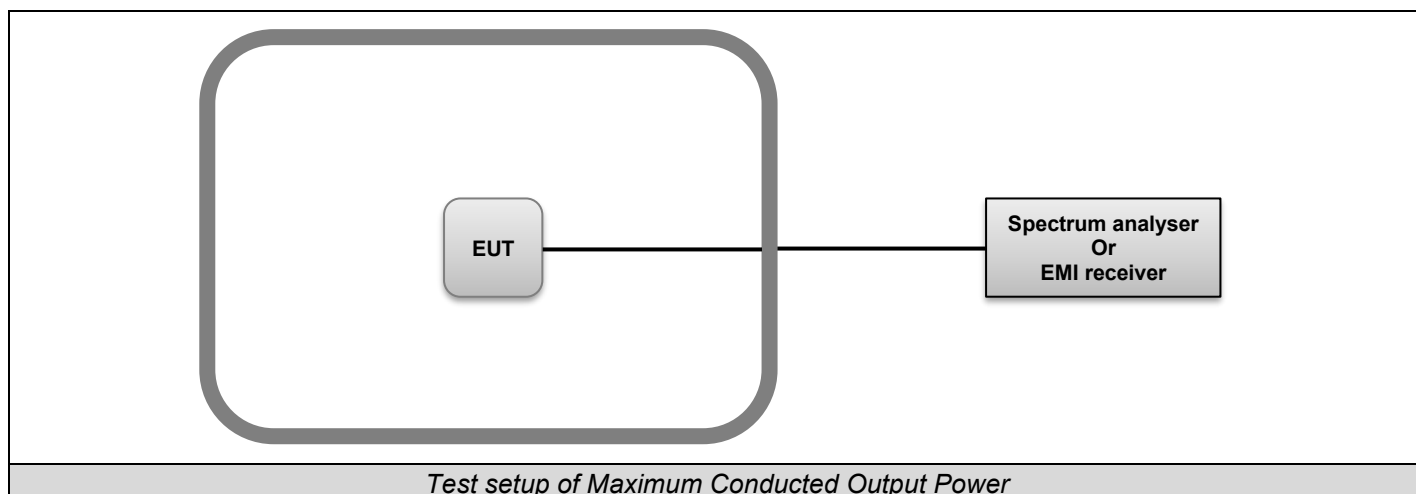 EUT
Spectrum analyser
Or
EMI receiver
Test setup of Maximum Conducted Output Power